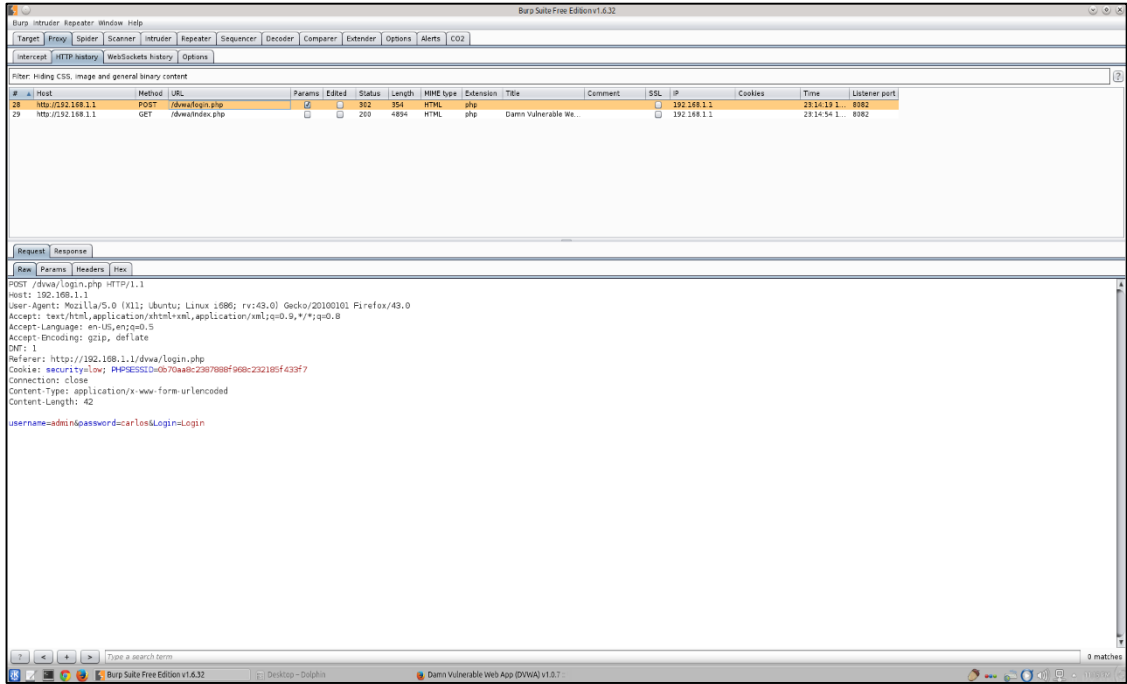 Burp Suite Free Edition v1.6.32
Burp Intruder Repeater Window Help
Target Proxy Spider Scanner Intruder Repeater Sequencer Decoder Comparer Extender Options Alerts CO2
Intercept HTTP history WebSockets history Options
Filter: Hiding CSS, image and general binary content ?
# Host Method URL Params Edited Status Length MIME type Extension Title Comment SSL IP Cookies Time Listener port
28 http://192.168.1.1 POST /dvwa/login.php 302 354 HTML php 192.168.1.1 23:14:19 1... 8082
29 http://192.168.1.1 GET /dvwa/index.php 200 4894 HTML php Damn Vulnerable We... 192.168.1.1 23:14:54 1... 8082
Request Response
Raw Params Headers Hex
POST /dvwa/login.php HTTP/1.1
Host: 192.168.1.1
User-Agent: Mozilla/5.0 (X11; Ubuntu; Linux i686; rv:43.0) Gecko/20100101 Firefox/43.0
Accept: text/html,application/xhtml+xml,application/xml;q=0.9,*/*;q=0.8
Accept-Language: en-US,en;q=0.5
Accept-Encoding: gzip, deflate
DNT: 1
Referer: http://192.168.1.1/dvwa/login.php
Cookie: security=low; PHPSESSID=0b70aa8c2387888f968c232185f433f7
Connection: close
Content-Type: application/x-www-form-urlencoded
Content-Length: 42
username=admin&password=carlos&Login=Login
? < + > Type a search term 0 matches
Burp Suite Free Edition v1.6.32 Desktop – Dolphin Damn Vulnerable Web App (DVWA) v1.0.7 :